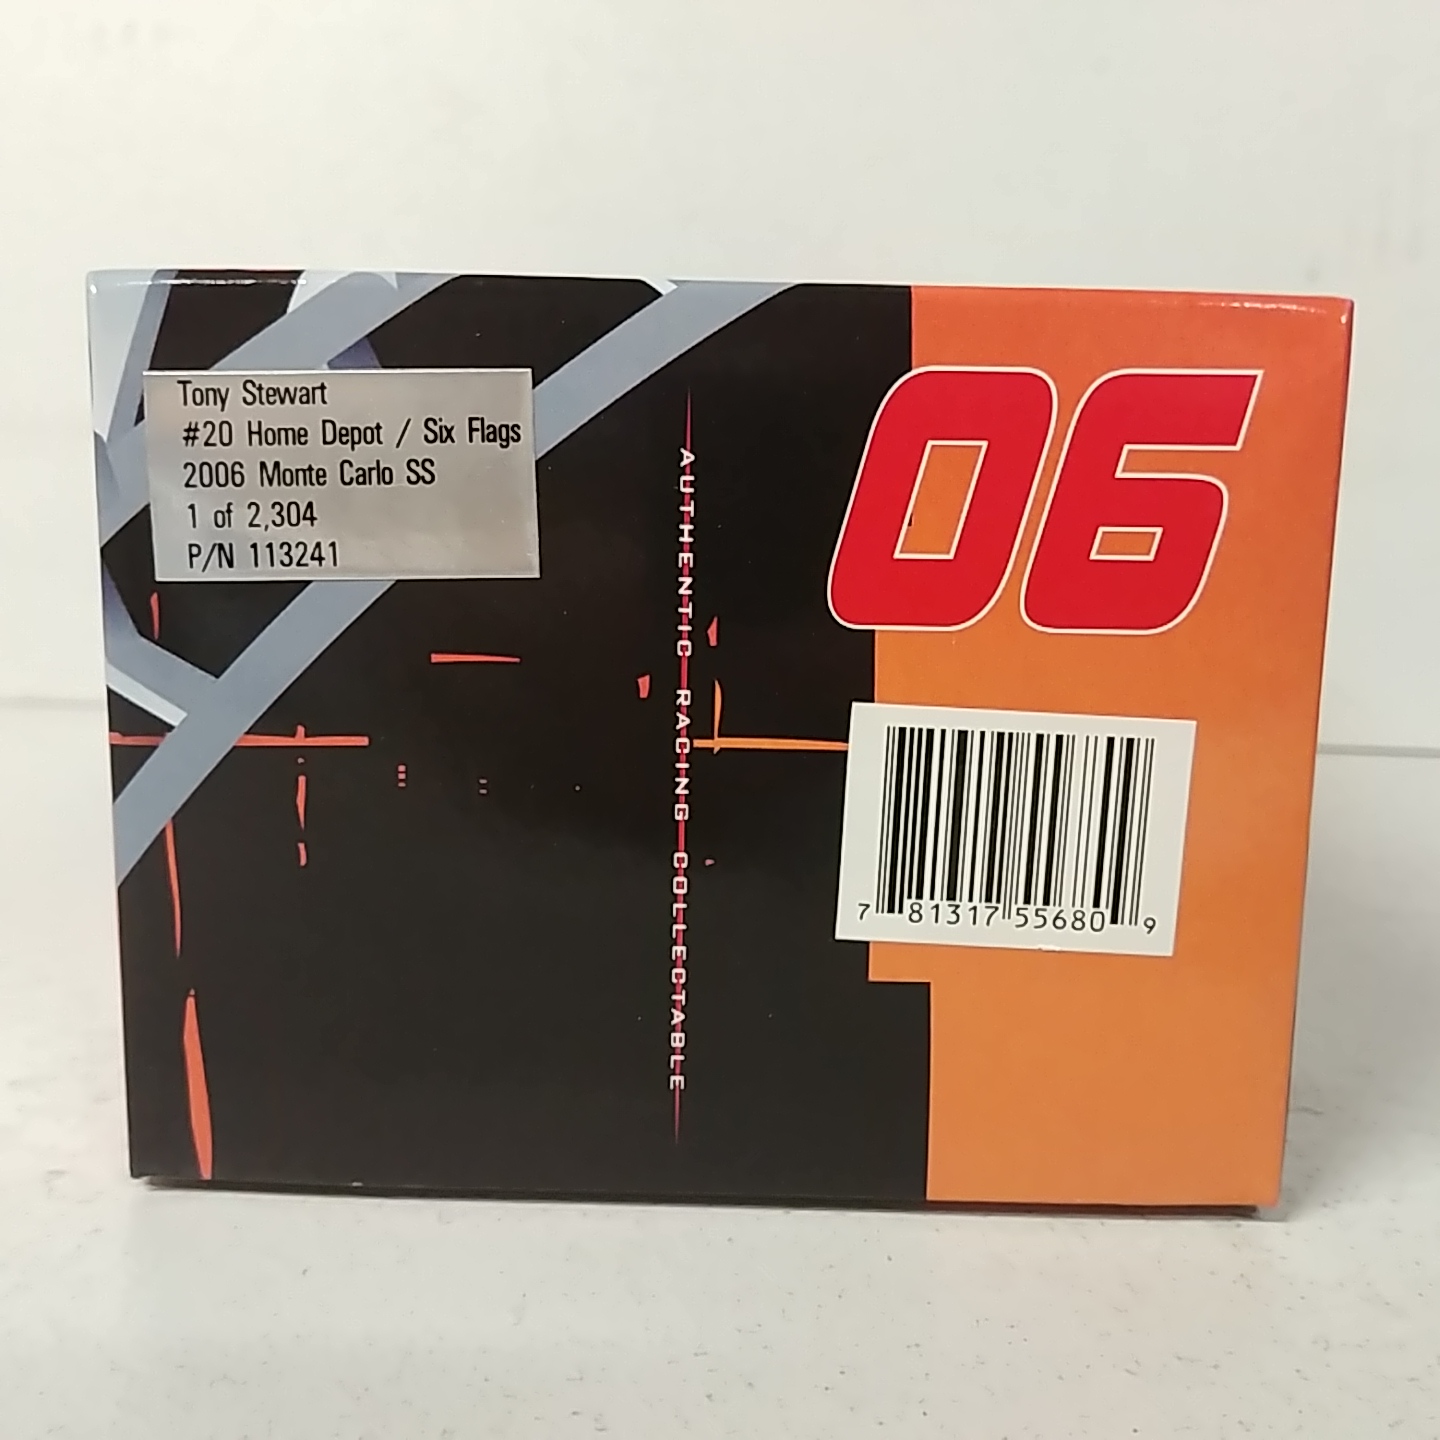 Tony Stewart
#20 Home Depot / Six Flags
2006 Monte Carlo SS
1 of 2,304
P/N 113241
AUTHENTIC RACING COLLECTABLE
06
7 81317 55680 9